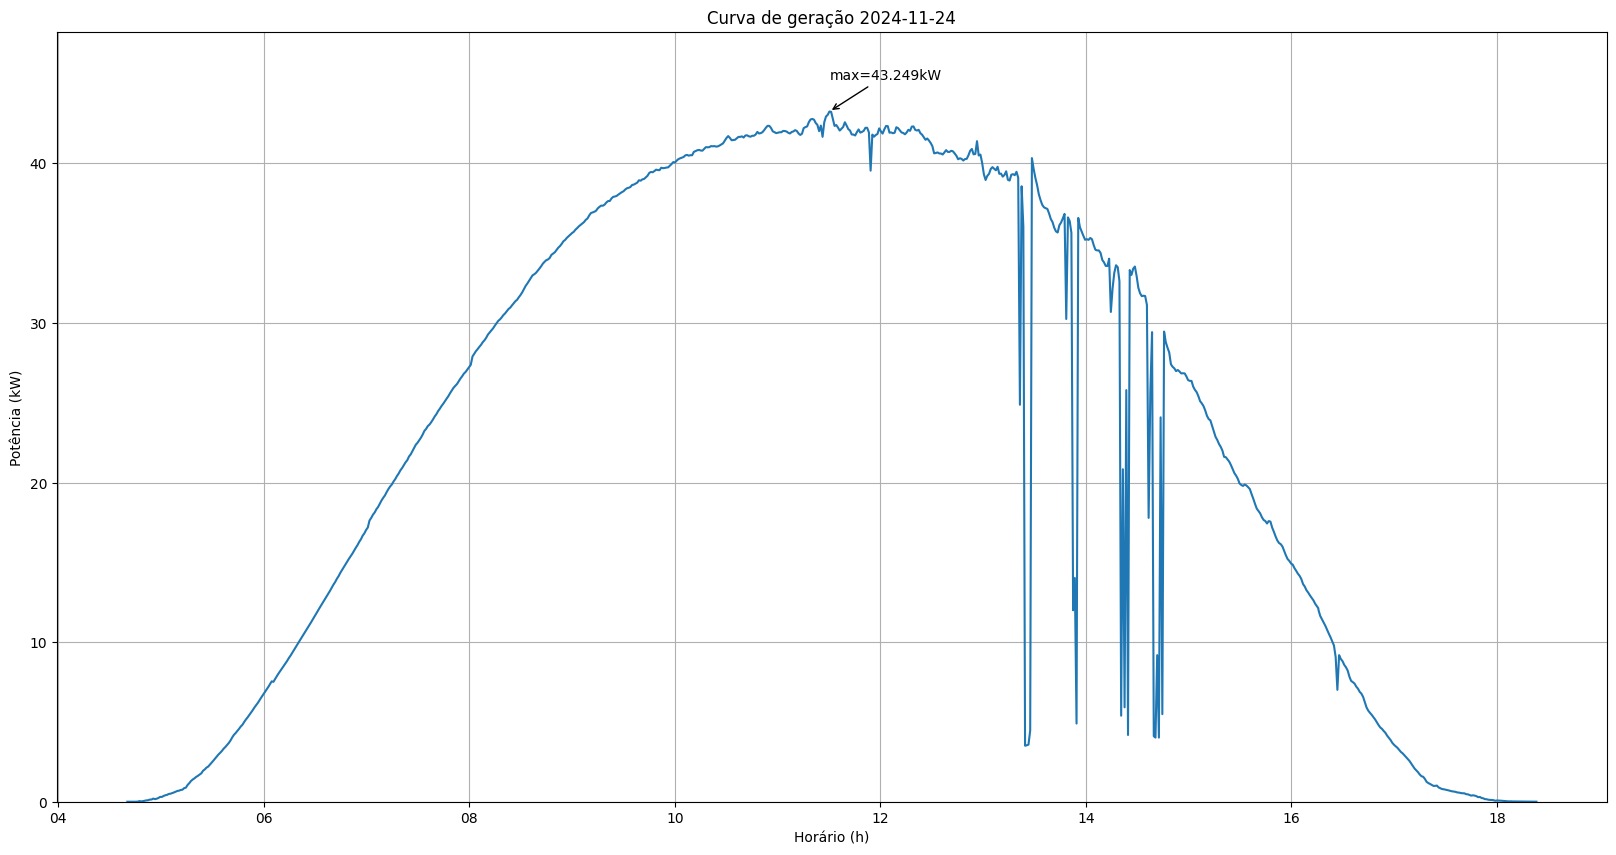 Curva de geração 2024-11-24
max=43.249kW
Potência (kW)
40
30
20
10
0
04 06 08 10 12 14 16 18
Horário (h)